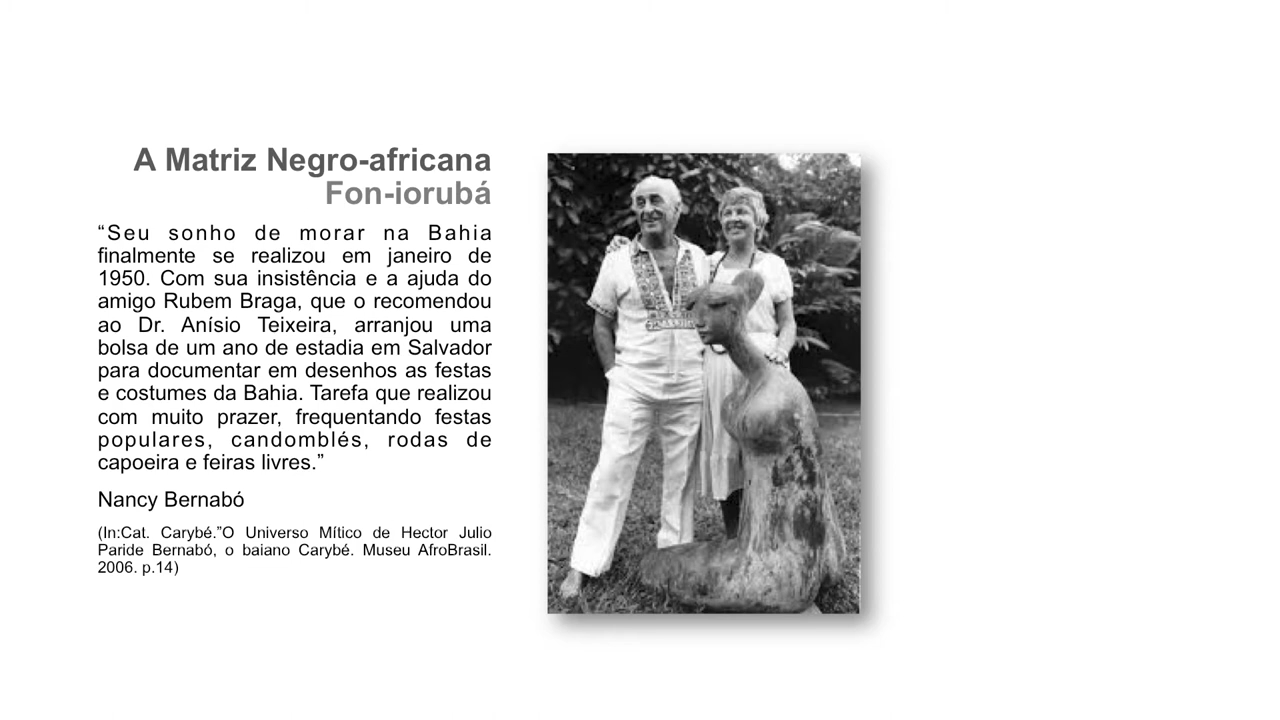 A Matriz Negro-africana
Fon-iorubá
“Seu sonho de morar na Bahia
finalmente se realizou em janeiro de
1950. Com sua insistência e a ajuda do
amigo Rubem Braga, que o recomendou
ao Dr. Anísio Teixeira, arranjou uma
bolsa de um ano de estadia em Salvador
para documentar em desenhos as festas
e costumes da Bahia. Tarefa que realizou
com muito prazer, frequentando festas
populares, candomblés, rodas de
capoeira e feiras livres.”
Nancy Bernabó
(In:Cat. Carybé.”O Universo Mítico de Hector Julio
Paride Bernabó, o baiano Carybé. Museu AfroBrasil.
2006. p.14)